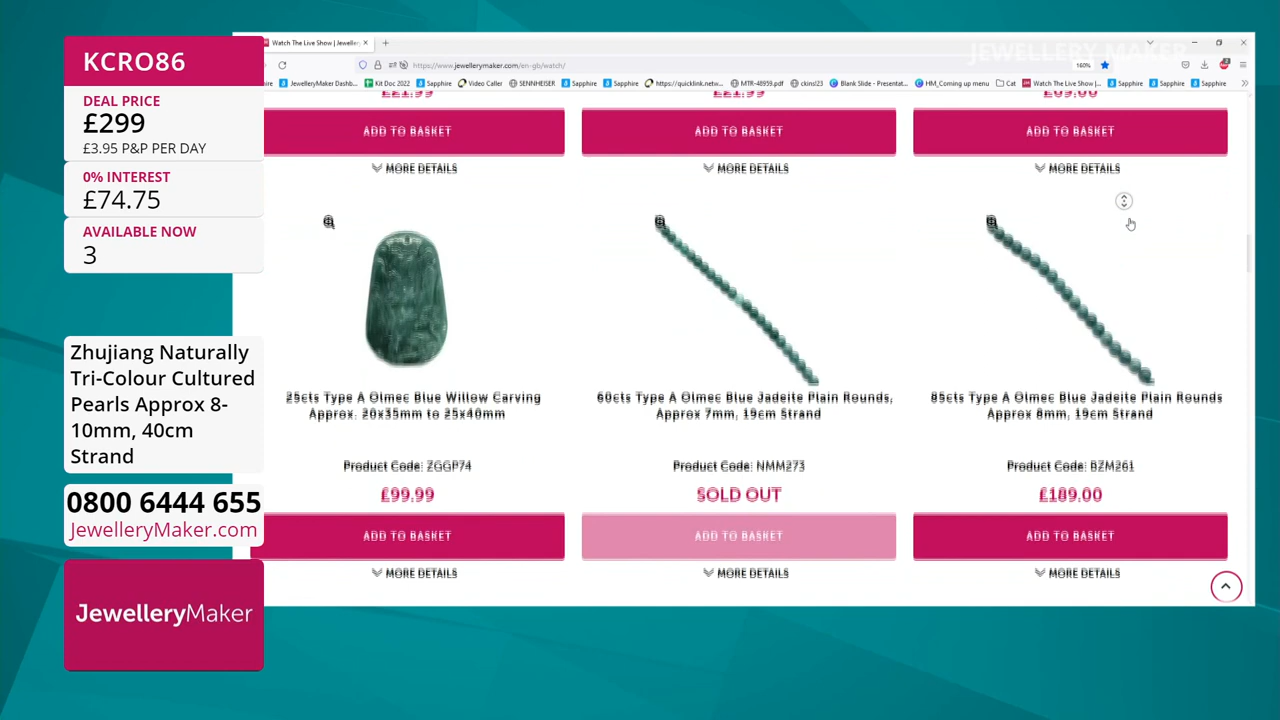 KCRO86
DEAL PRICE
£299
£3.95 P&P PER DAY
0% INTEREST
£74.75
AVAILABLE NOW
3
Zhujiang Naturally
Tri-Colour Cultured
Pearls Approx 8-
10mm, 40cm
Strand
0800 6444 655
JewelleryMaker.com
JewelleryMaker
JEWELLERY MAKER
Watch The Live Show | Jeweller
https://www.jewellerymaker.com/en-gb/watch/
160%
JewelleryMaker Dashb... Kit Doc 2022 Sapphire Video Caller SENNHEISER Sapphire Sapphire https://quicklink.netw... MTR-48959.pdf ckinsl23 Blank Slide - Presentat... HM_Coming up menu Cat Watch The Live Show |... Sapphire Sapphire Sapphire
ADD TO BASKET ADD TO BASKET ADD TO BASKET
MORE DETAILS MORE DETAILS MORE DETAILS
25cts Type A Olmec Blue Willow Carving
Approx. 20x35mm to 25x40mm
Product Code: ZGGP74
£99.99
ADD TO BASKET
MORE DETAILS
60cts Type A Olmec Blue Jadeite Plain Rounds,
Approx 7mm, 19cm Strand
Product Code: NMM273
SOLD OUT
ADD TO BASKET
MORE DETAILS
85cts Type A Olmec Blue Jadeite Plain Rounds
Approx 8mm, 19cm Strand
Product Code: BZM261
£189.00
ADD TO BASKET
MORE DETAILS